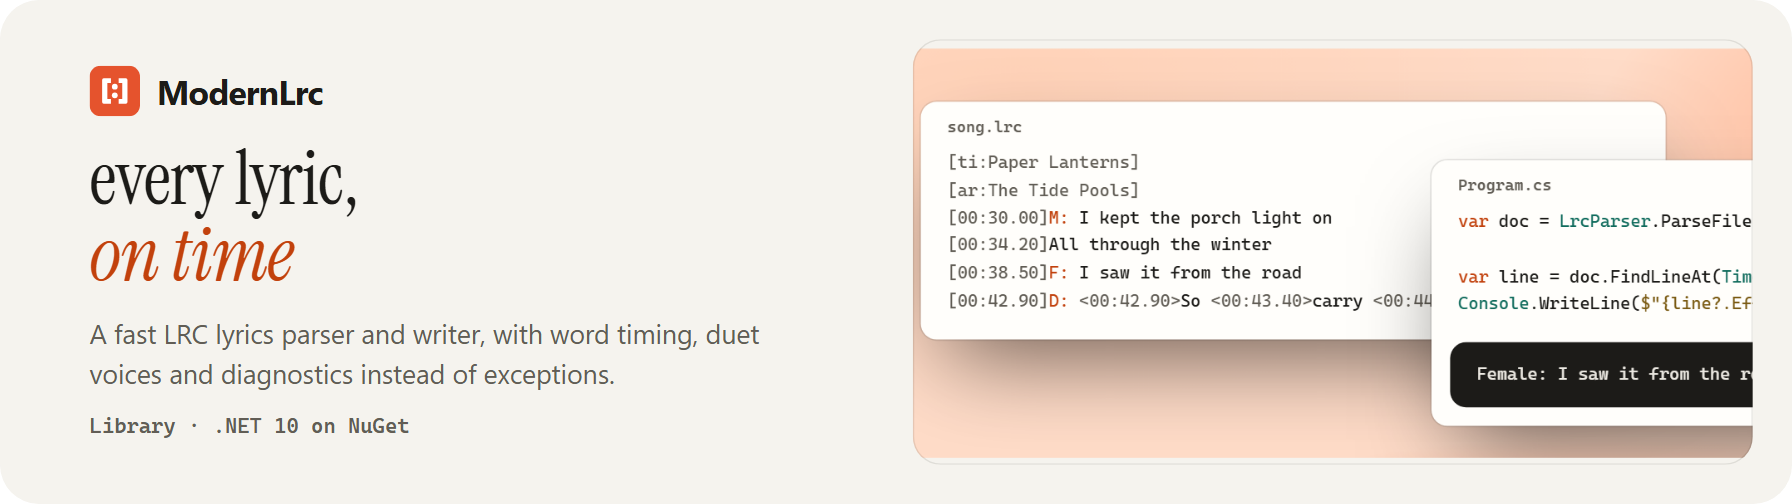 ModernLrc
every lyric,
on time
A fast LRC lyrics parser and writer, with word timing, duet
voices and diagnostics instead of exceptions.
Library · .NET 10 on NuGet
song.lrc
[ti:Paper Lanterns]
[ar:The Tide Pools]
[00:30.00]M: I kept the porch light on
[00:34.20]All through the winter
[00:38.50]F: I saw it from the road
[00:42.90]D: <00:42.90>So <00:43.40>carry <00:44
Program.cs
var doc = LrcParser.ParseFile
var line = doc.FindLineAt(Tim
Console.WriteLine($"{line?.Ef
Female: I saw it from the r